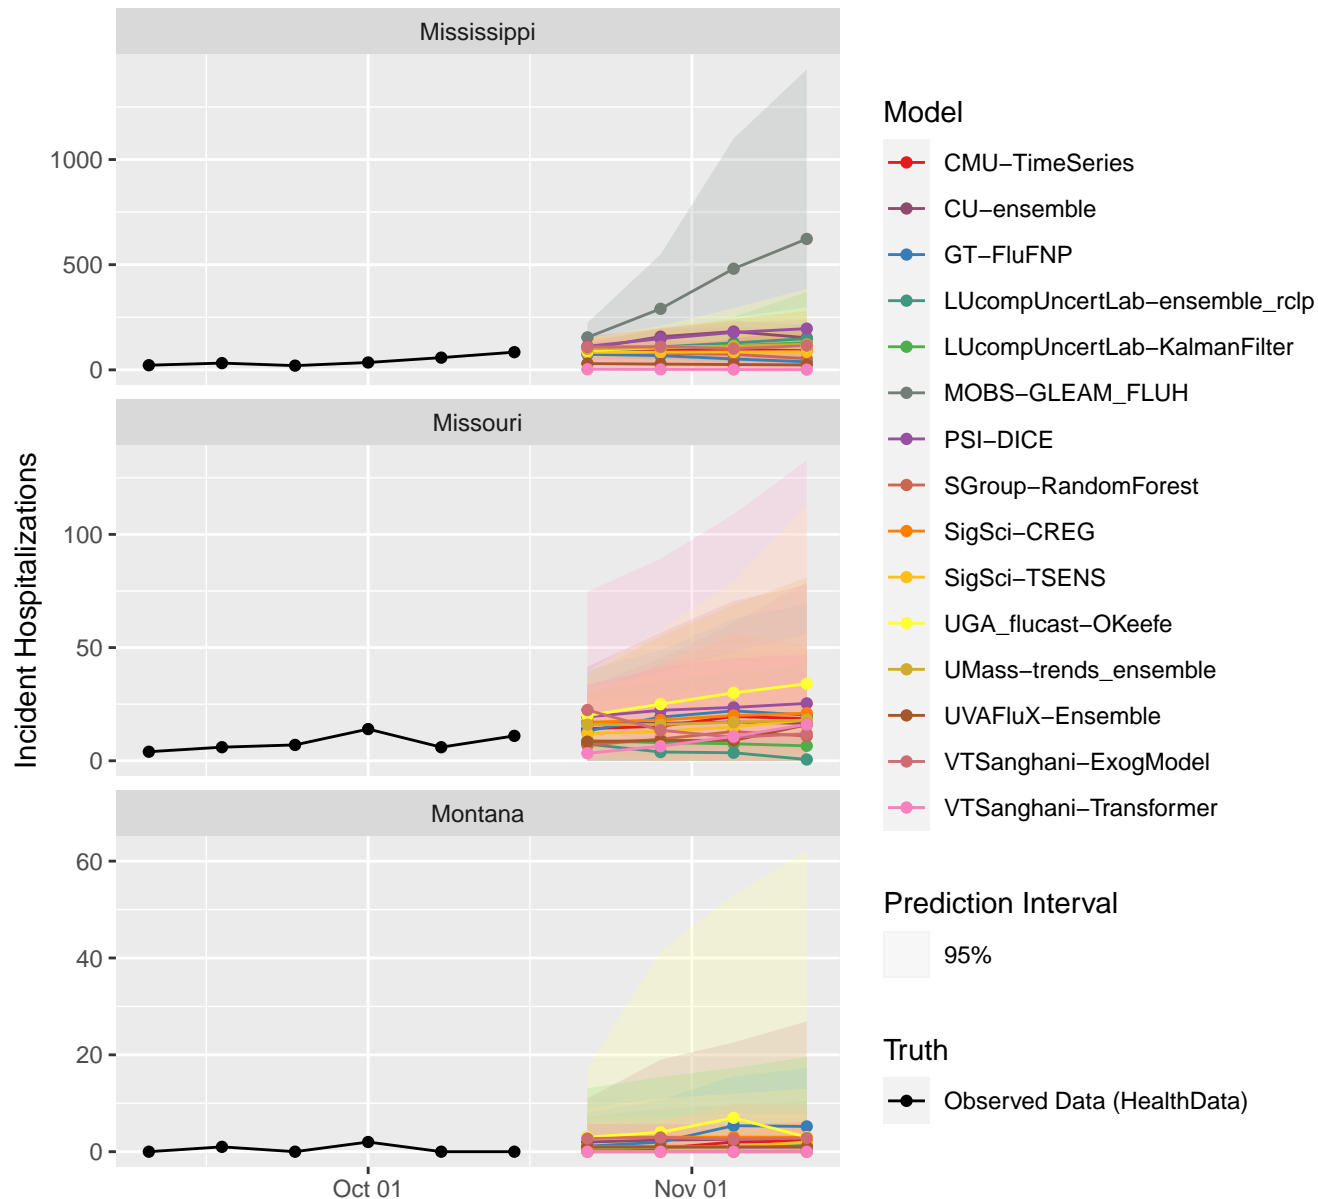 Mississippi
1000
500
0
Missouri
100
50
0
Montana
60
40
20
0
Oct 01
Nov 01
Incident Hospitalizations
Model
CMU−TimeSeries
CU−ensemble
GT−FluFNP
LUcompUncertLab−ensemble_rclp
LUcompUncertLab−KalmanFilter
MOBS−GLEAM_FLUH
PSI−DICE
SGroup−RandomForest
SigSci−CREG
SigSci−TSENS
UGA_flucast−OKeefe
UMass−trends_ensemble
UVAFluX−Ensemble
VTSanghani−ExogModel
VTSanghani−Transformer
Prediction Interval
95%
Truth
Observed Data (HealthData)